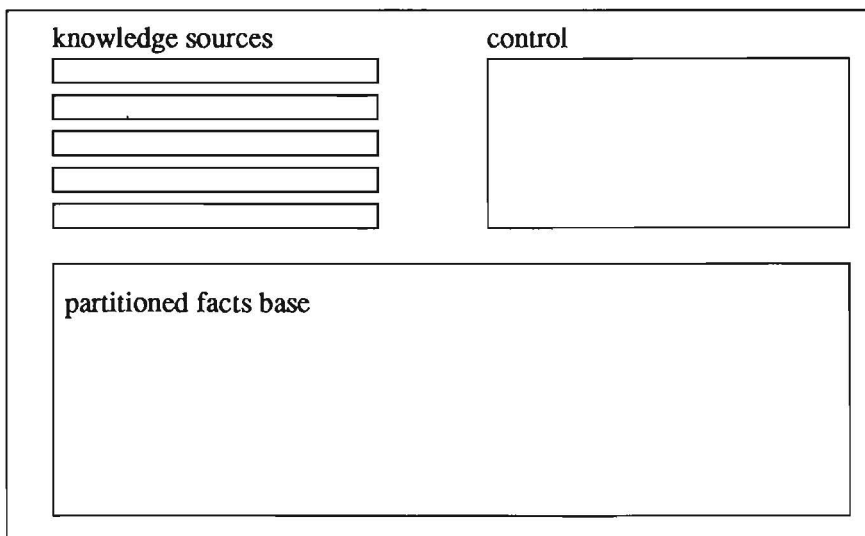 knowledge sources
control
partitioned facts base